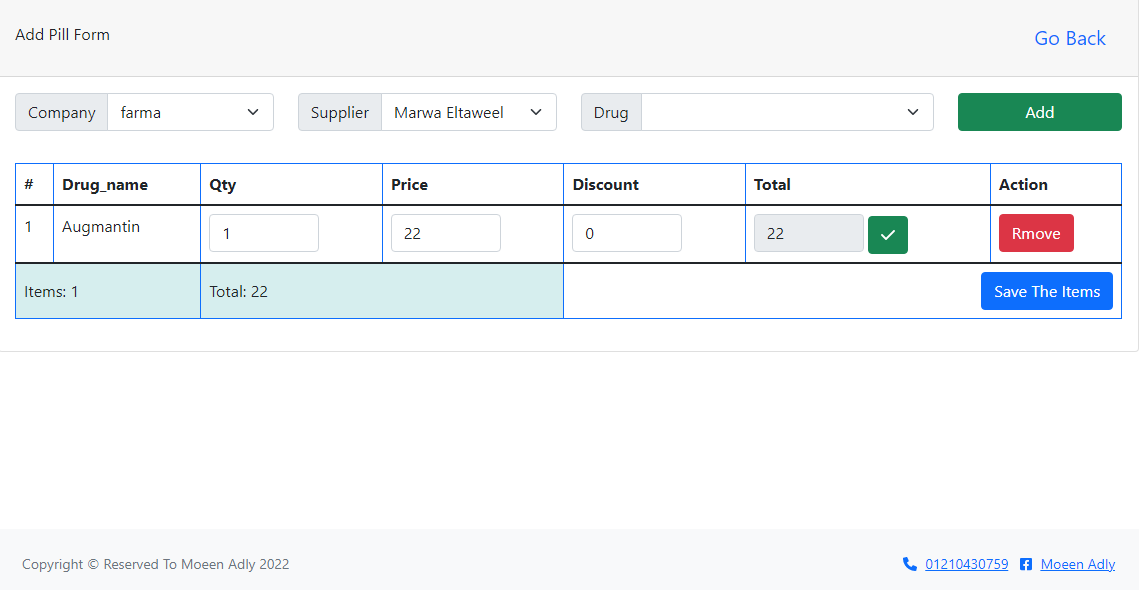 Add Pill Form
Go Back
Company farma Supplier Marwa Eltaweel Drug Add
# Drug_name Qty Price Discount Total Action
1 Augmantin 1 22 0 22 Rmove
Items: 1 Total: 22 Save The Items
Copyright © Reserved To Moeen Adly 2022 01210430759 Moeen Adly